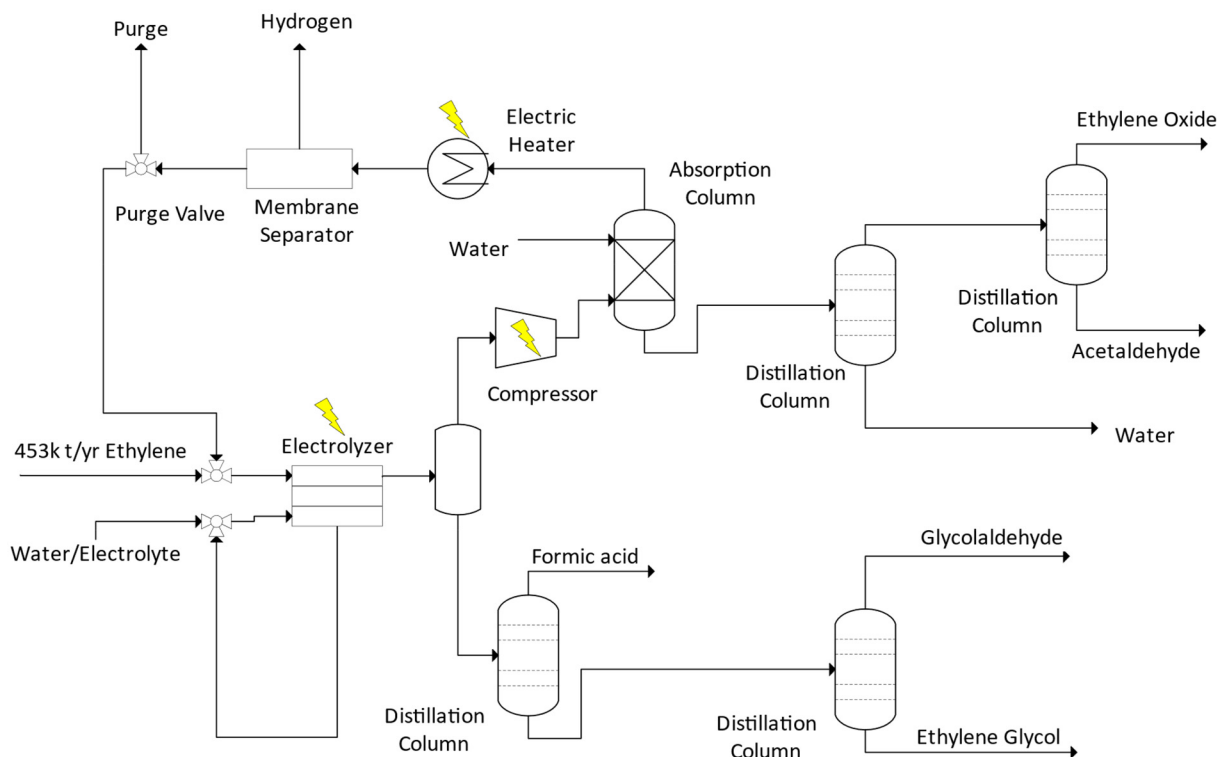 Purge
Hydrogen
Electric
Heater
Ethylene Oxide
Absorption
Column
Purge Valve
Membrane
Separator
Water
Distillation
Column
Acetaldehyde
Compressor
Distillation
Column
Water
453k t/yr Ethylene
Electrolyzer
Water/Electrolyte
Formic acid
Glycolaldehyde
Distillation
Column
Distillation
Column
Ethylene Glycol